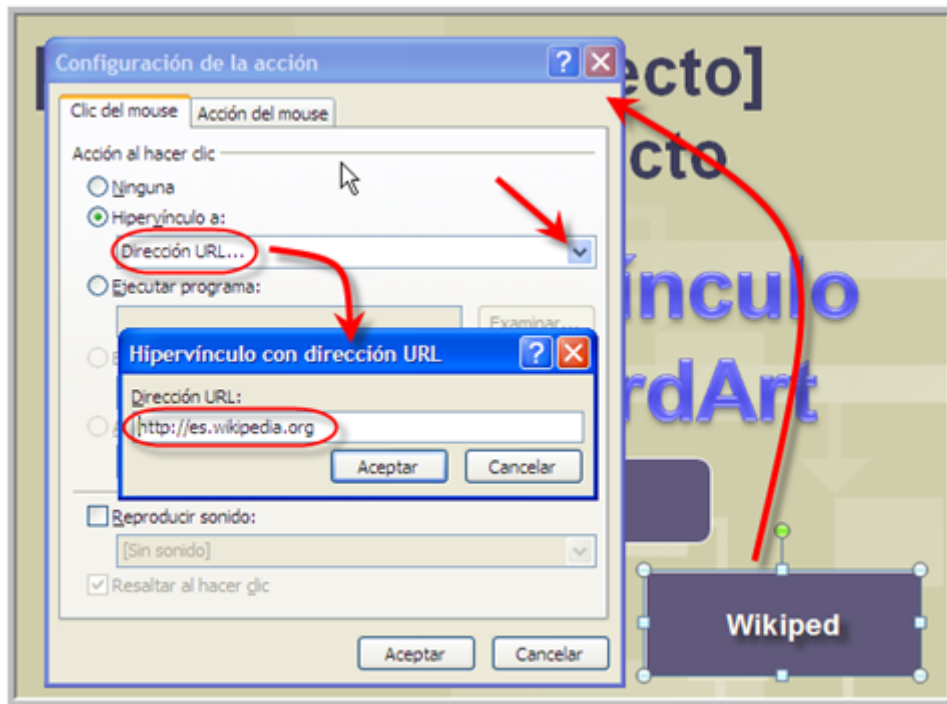 [
ecto]
cto
Configuración de la acción
Clic del mouse
Acción del mouse
Acción al hacer clic
Ninguna
Hipervínculo a:
Dirección URL...
Ejecutar programa:
Examinar...
Hipervínculo con dirección URL
Dirección URL:
http://es.wikipedia.org
Aceptar
Cancelar
Reproducir sonido:
[Sin sonido]
Resaltar al hacer clic
Aceptar
Cancelar
ínculo
rdArt
Wikiped